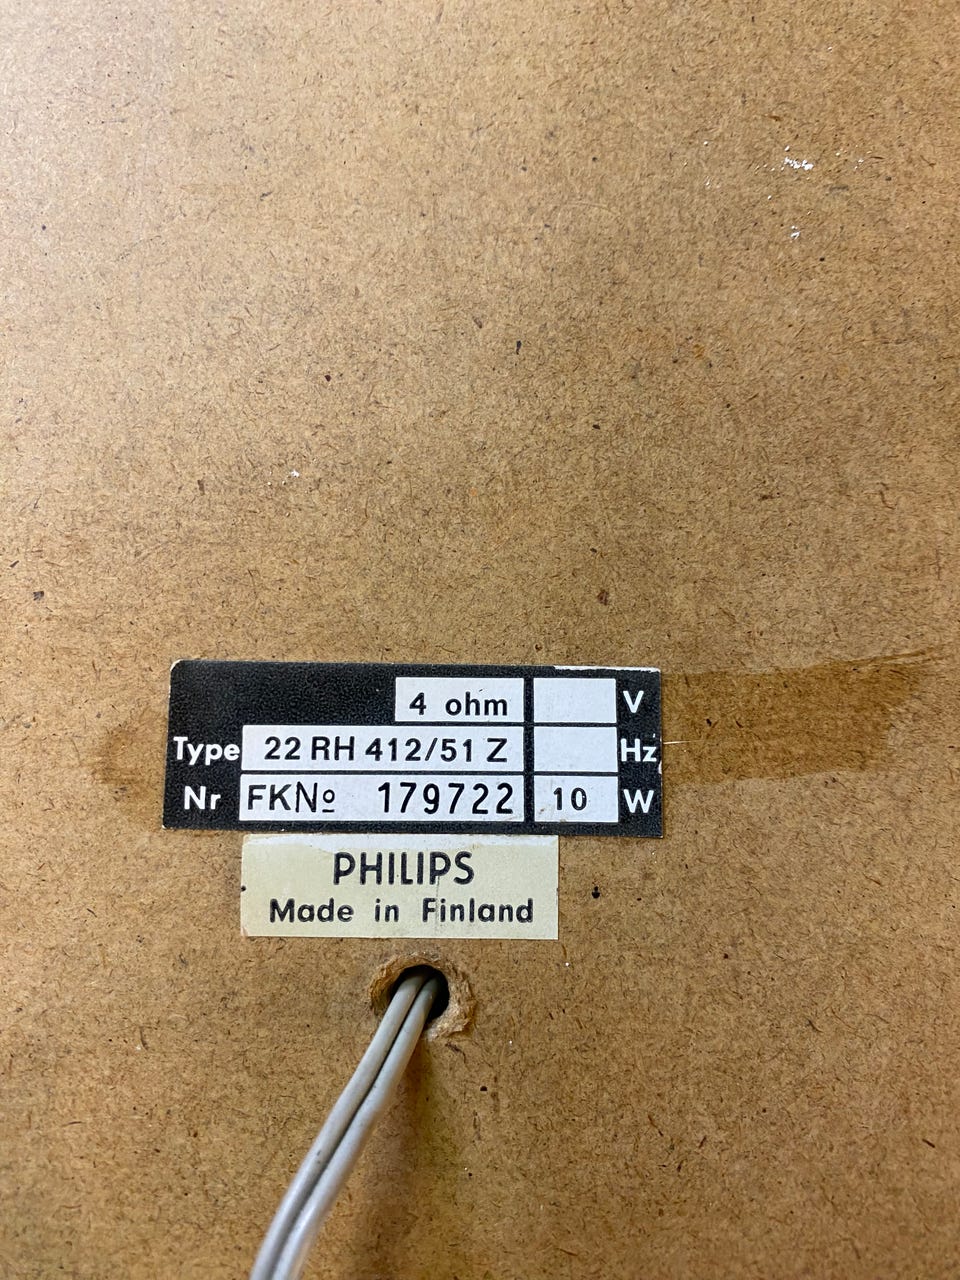 4 ohm V
Type 22 RH 412/51 Z Hz
Nr FKNo 179722 10 W
PHILIPS
Made in Finland